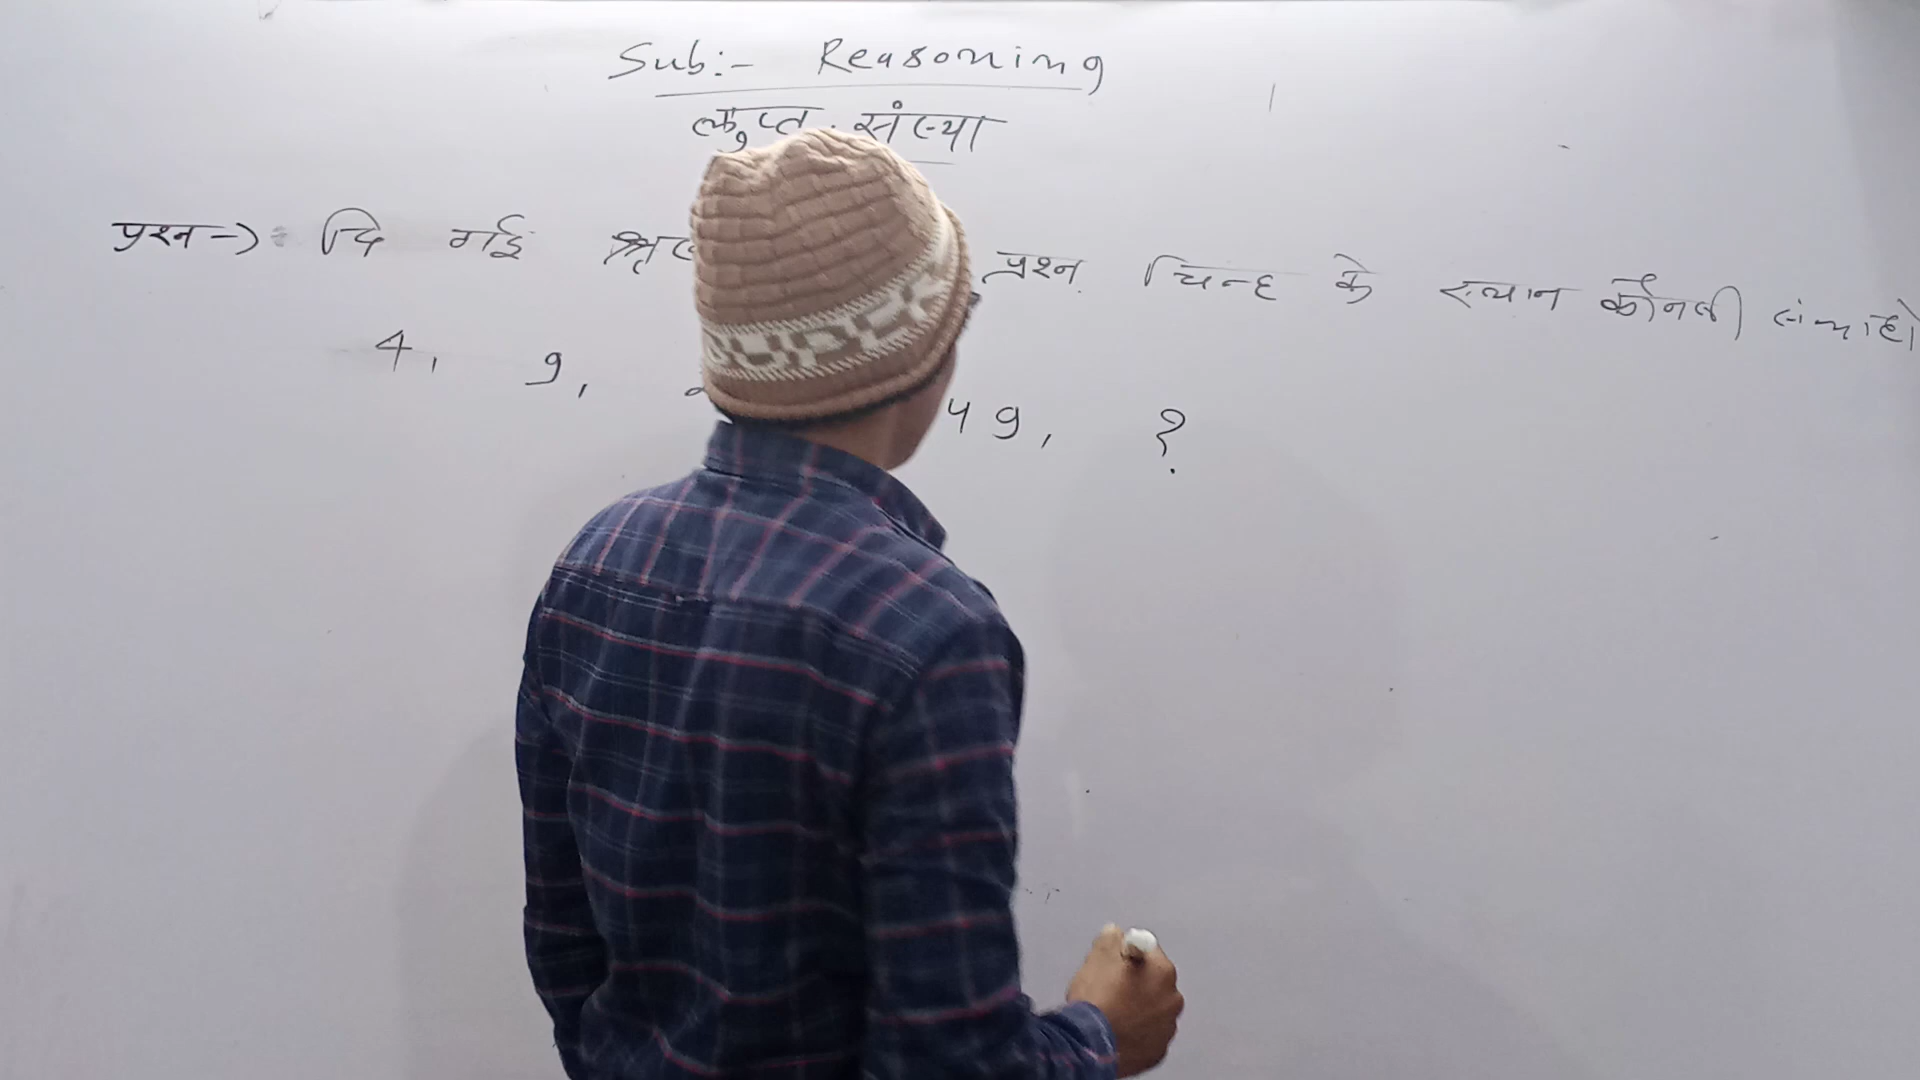 Sub:- Reasoning
लुप्त संख्या
प्रश्न -> दि गई प्रश्न चिन्ह के स्थान कौनसी
4, 9, 49, ?